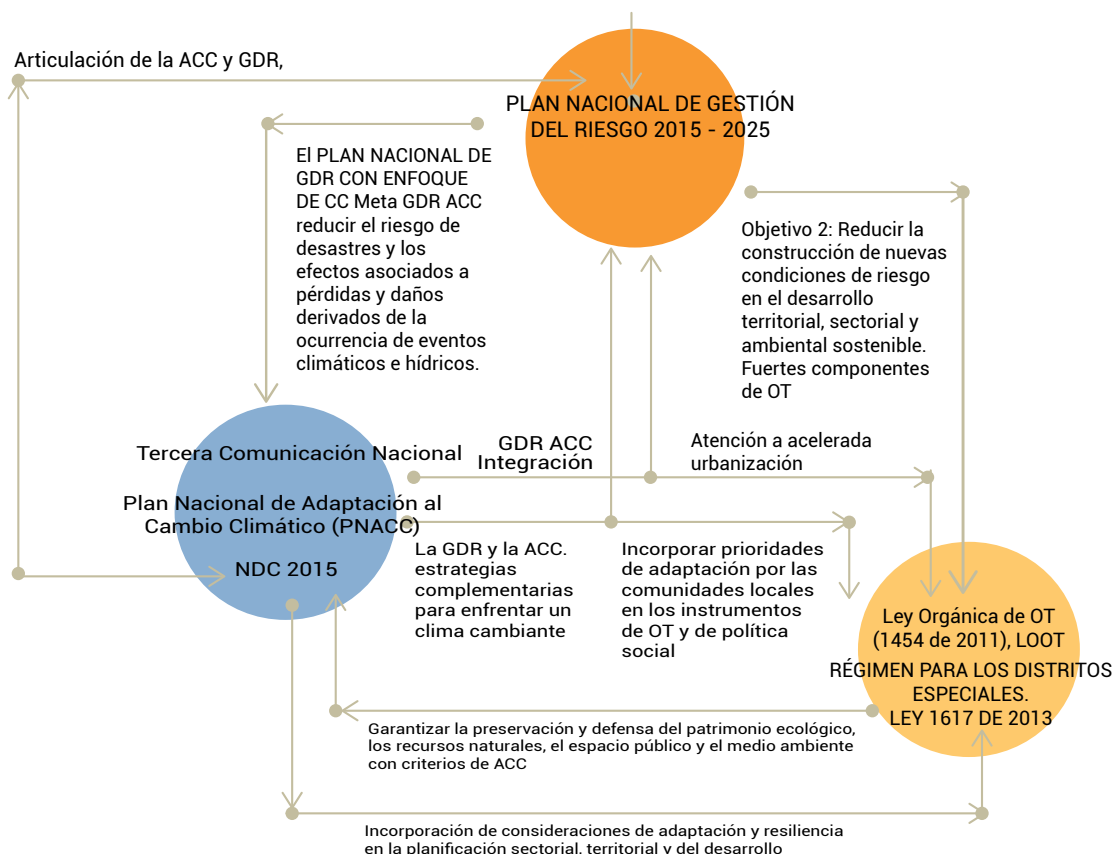 Articulación de la ACC y GDR,
PLAN NACIONAL DE GESTIÓN
DEL RIESGO 2015 - 2025
El PLAN NACIONAL DE
GDR CON ENFOQUE
DE CC Meta GDR ACC
reducir el riesgo de
desastres y los
efectos asociados a
pérdidas y daños
derivados de la
ocurrencia de eventos
climáticos e hídricos.
Objetivo 2: Reducir la
construcción de nuevas
condiciones de riesgo
en el desarrollo
territorial, sectorial y
ambiental sostenible.
Fuertes componentes
de OT
Tercera Comunicación Nacional
Plan Nacional de Adaptación al
Cambio Climático (PNACC)
NDC 2015
GDR ACC
Integración
Atención a acelerada
urbanización
La GDR y la ACC.
estrategias
complementarias
para enfrentar un
clima cambiante
Incorporar prioridades
de adaptación por las
comunidades locales
en los instrumentos
de OT y de política
social
Ley Orgánica de OT
(1454 de 2011), LOOT
RÉGIMEN PARA LOS DISTRITOS
ESPECIALES.
LEY 1617 DE 2013
Garantizar la preservación y defensa del patrimonio ecológico,
los recursos naturales, el espacio público y el medio ambiente
con criterios de ACC
Incorporación de consideraciones de adaptación y resiliencia
en la planificación sectorial, territorial y del desarrollo